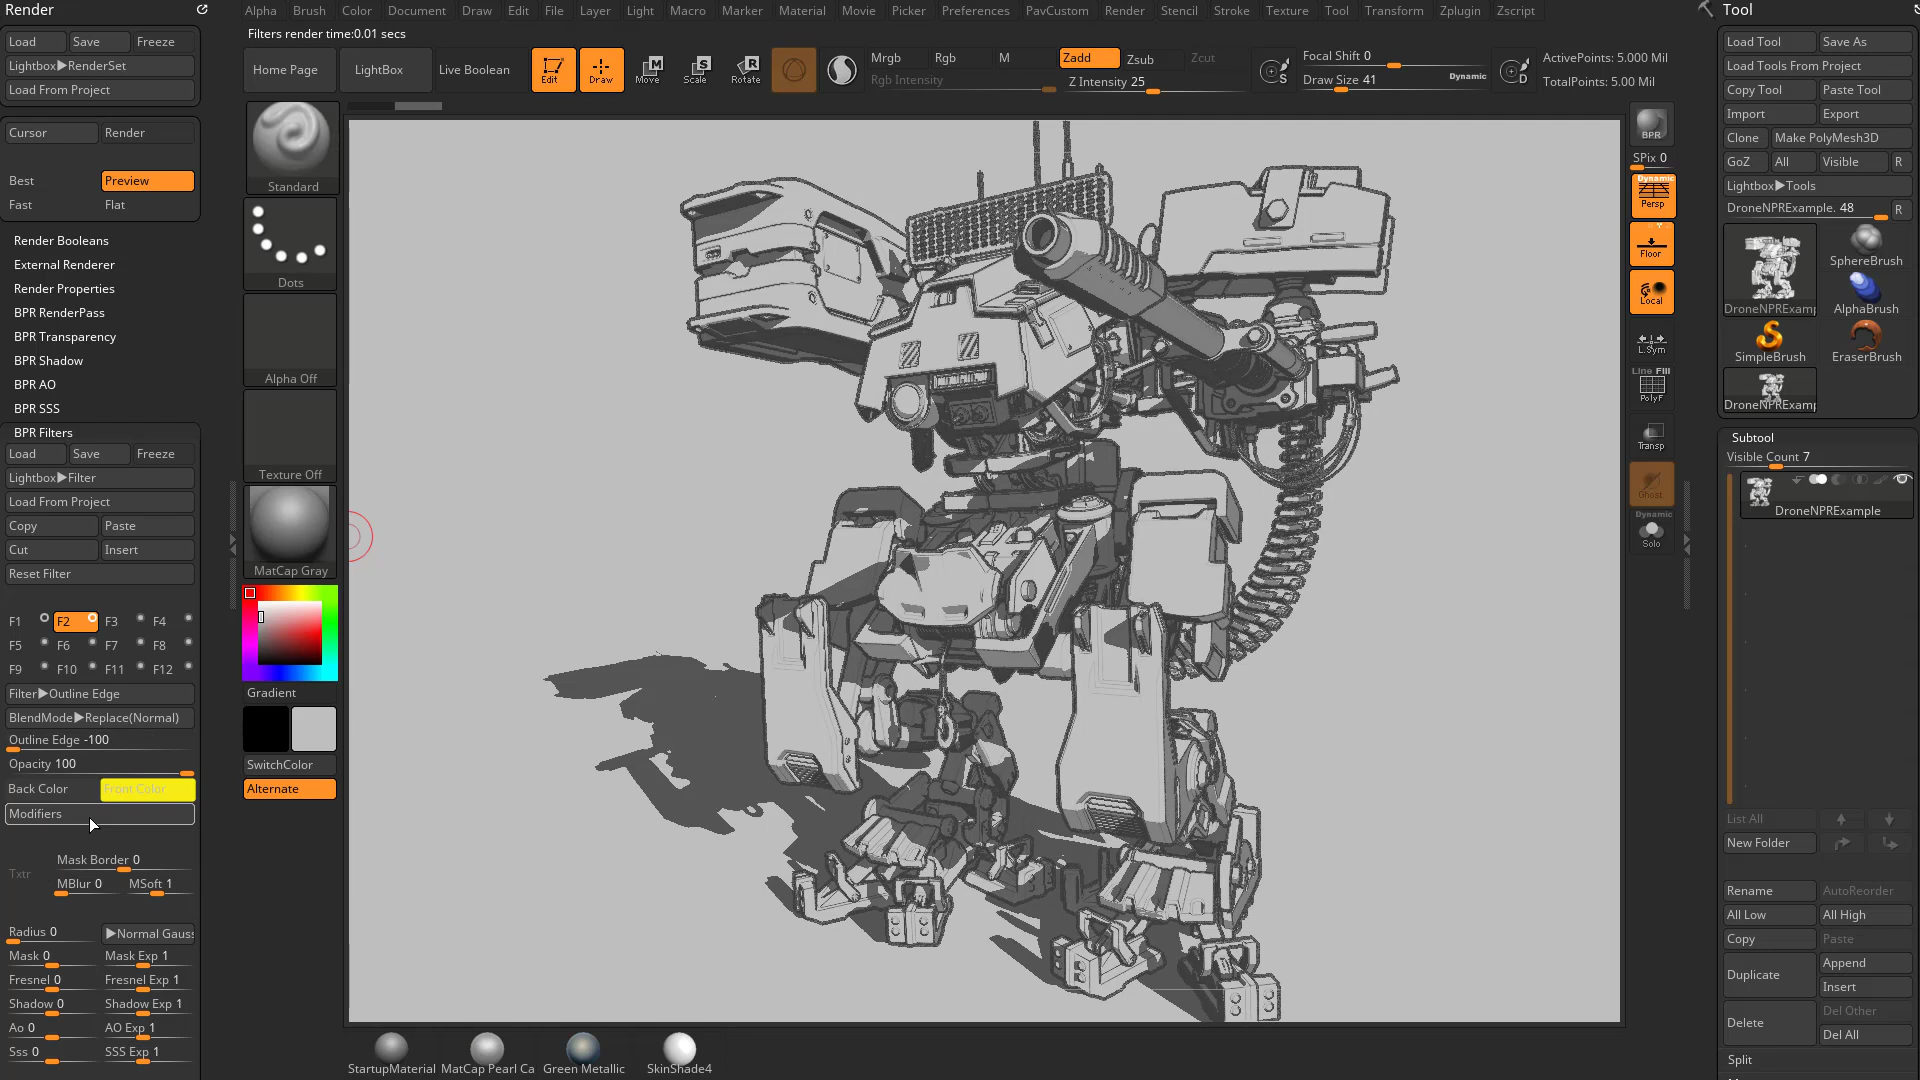 Render
Alpha Brush Color Document Draw Edit File Layer Light Macro Marker Material Movie Picker Preferences PavCustom Render Stencil Stroke Texture Tool Transform Zplugin Zscript
Tool
Filters render time:0.01 secs
Load Save Freeze
Lightbox▶RenderSet
Load From Project
Cursor Render
Best Preview
Fast Flat
Render Booleans
External Renderer
Render Properties
BPR RenderPass
BPR Transparency
BPR Shadow
BPR AO
BPR SSS
BPR Filters
Load Save Freeze
Lightbox▶Filter
Load From Project
Copy Paste
Cut Insert
Reset Filter
F1 F2 F3 F4
F5 F6 F7 F8
F9 F10 F11 F12
Filter▶Outline Edge
BlendMode▶Replace(Normal)
Outline Edge -100
Opacity 100
Back Color Front Color
Modifiers
Mask Border 0
Txtr
MBlur 0 MSoft 1
Radius 0 ▶Normal Gauss
Mask 0 Mask Exp 1
Fresnel 0 Fresnel Exp 1
Shadow 0 Shadow Exp 1
Ao 0 AO Exp 1
Sss 0 SSS Exp 1
Home Page LightBox Live Boolean
Edit Draw Move Scale Rotate
Mrgb Rgb M
Rgb Intensity
Zadd Zsub Zcut
Z Intensity 25
Focal Shift 0
Draw Size 41 Dynamic
ActivePoints: 5.000 Mil
TotalPoints: 5.00 Mil
Standard
Dots
Alpha Off
Texture Off
MatCap Gray
Gradient
SwitchColor
Alternate
StartupMaterial MatCap Pearl Ca Green Metallic SkinShade4
BPR
SPix 0
Dynamic
Persp
Floor
Local
L.Sym
Line Fill
PolyF
Transp
Ghost
Dynamic
Solo
Load Tool Save As
Load Tools From Project
Copy Tool Paste Tool
Import Export
Clone Make PolyMesh3D
GoZ All Visible R
Lightbox▶Tools
DroneNPRExample. 48 R
DroneNPRExamp
SphereBrush
AlphaBrush
SimpleBrush EraserBrush
DroneNPRExamp
Subtool
Visible Count 7
DroneNPRExample
List All
New Folder
Rename AutoReorder
All Low All High
Copy Paste
Duplicate Append
Insert
Delete Del Other
Del All
Split